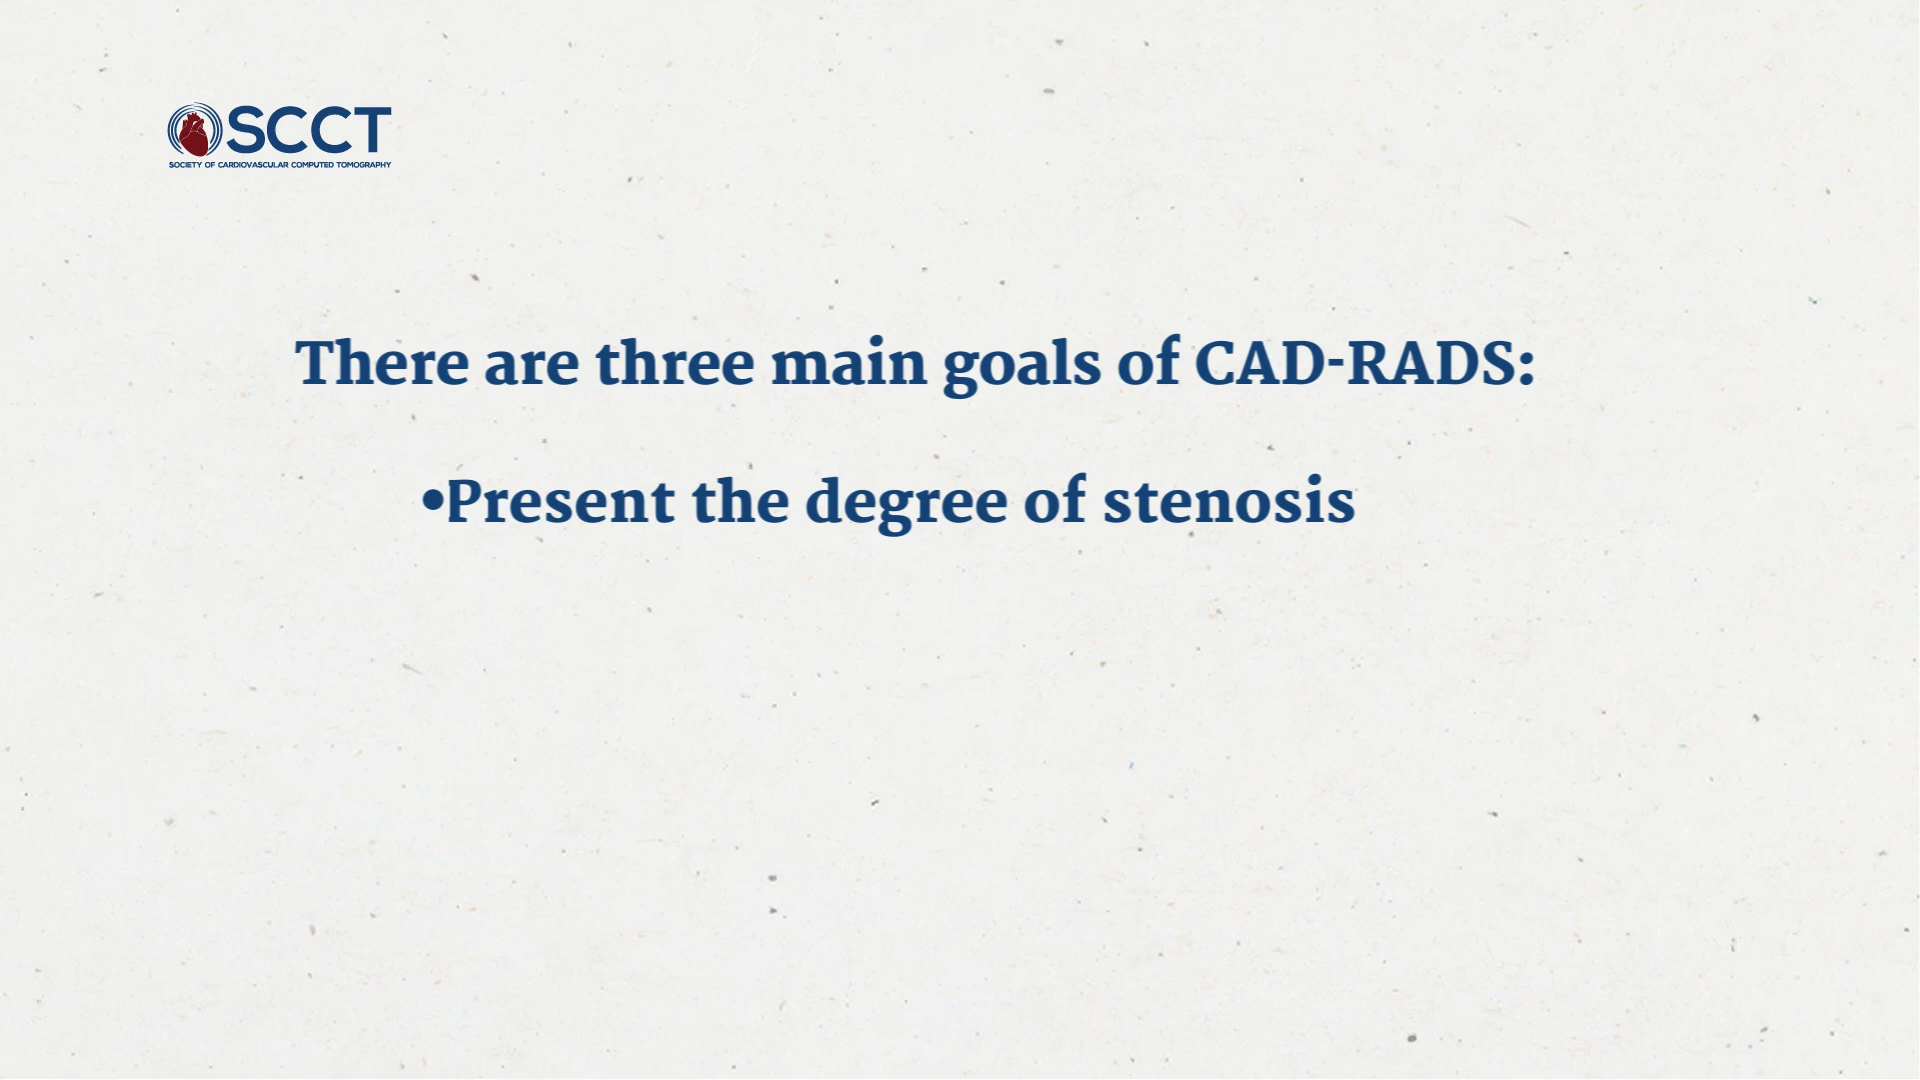 SCCT
SOCIETY OF CARDIOVASCULAR COMPUTED TOMOGRAPHY
There are three main goals of CAD-RADS:
•Present the degree of stenosis